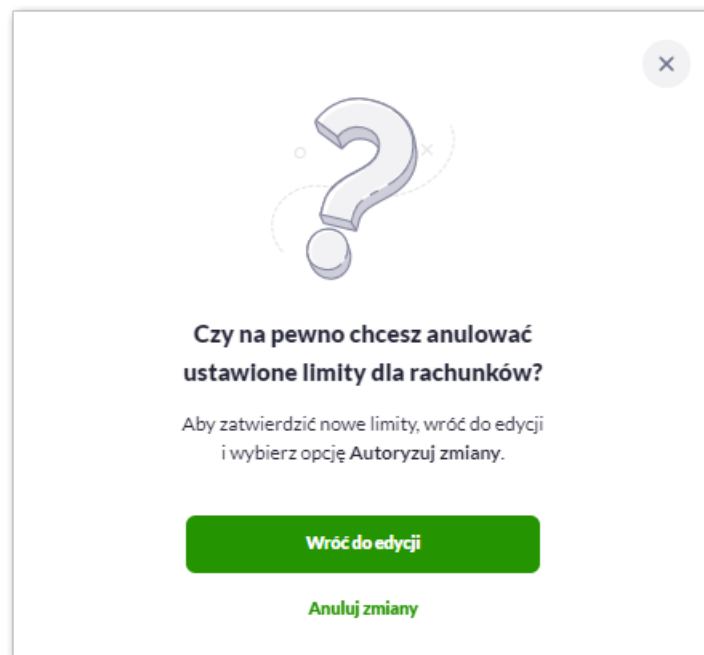 Czy na pewno chcesz anulować
ustawione limity dla rachunków?
Aby zatwierdzić nowe limity, wróć do edycji
i wybierz opcję Autoryzuj zmiany.
Wróć do edycji
Anuluj zmiany